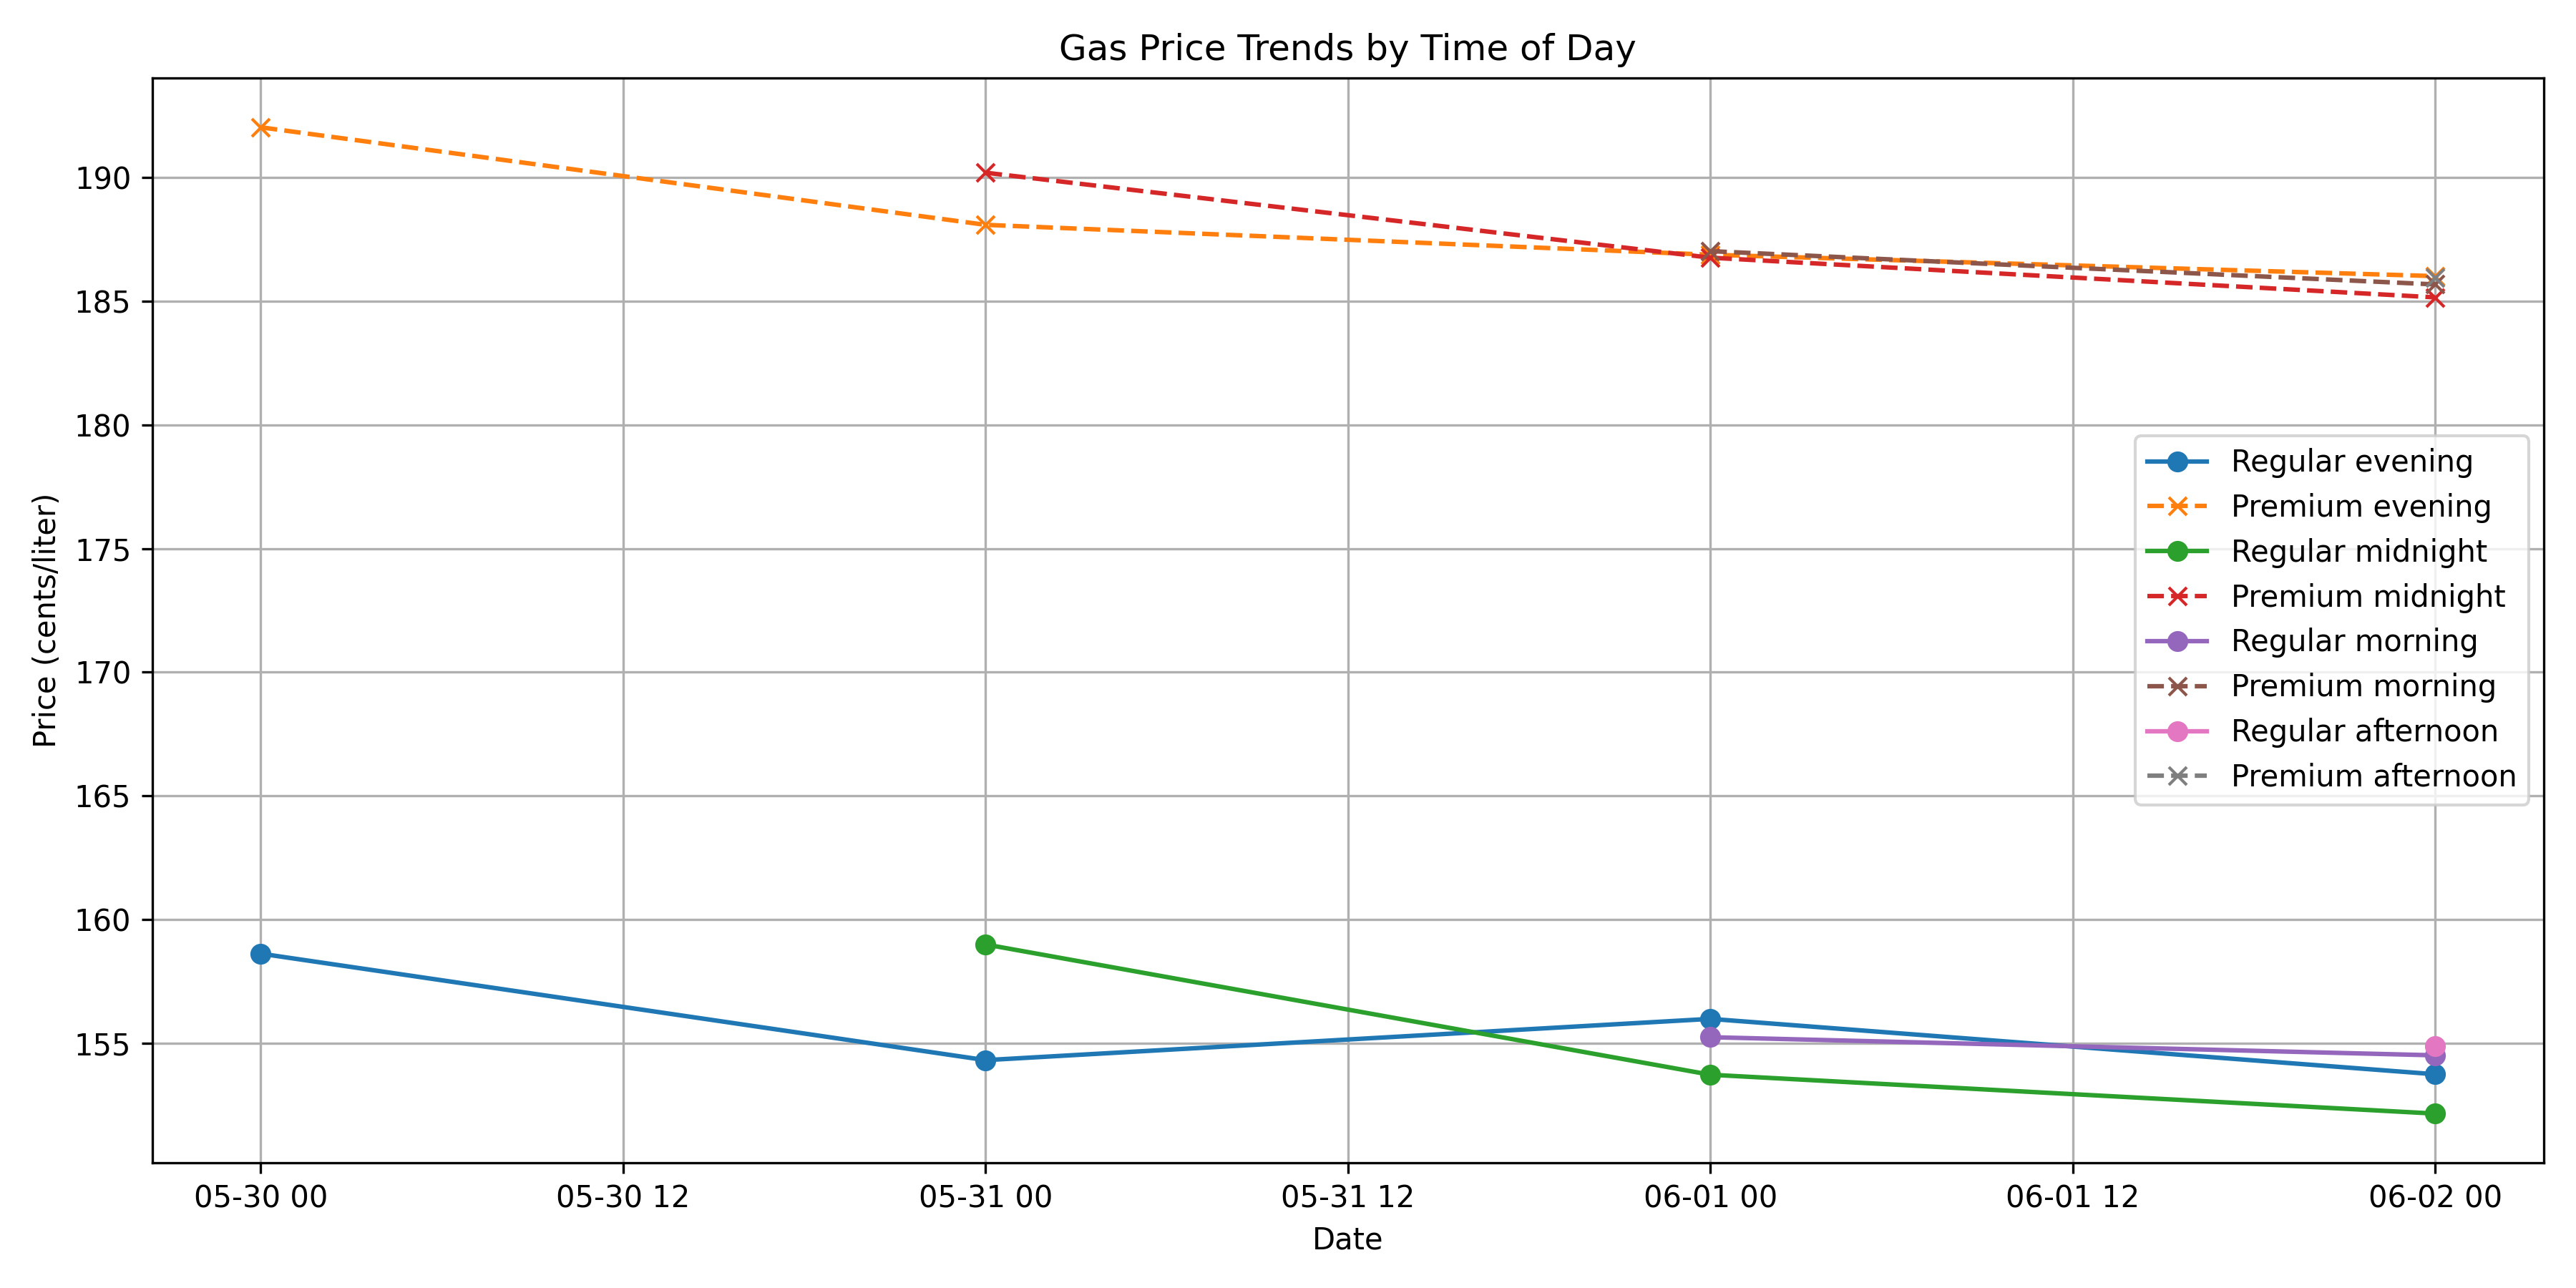 Gas Price Trends by Time of Day
Price (cents/liter)
190
185
180
175
170
165
160
155
Regular evening
Premium evening
Regular midnight
Premium midnight
Regular morning
Premium morning
Regular afternoon
Premium afternoon
05-30 00
05-30 12
05-31 00
05-31 12
06-01 00
06-01 12
06-02 00
Date